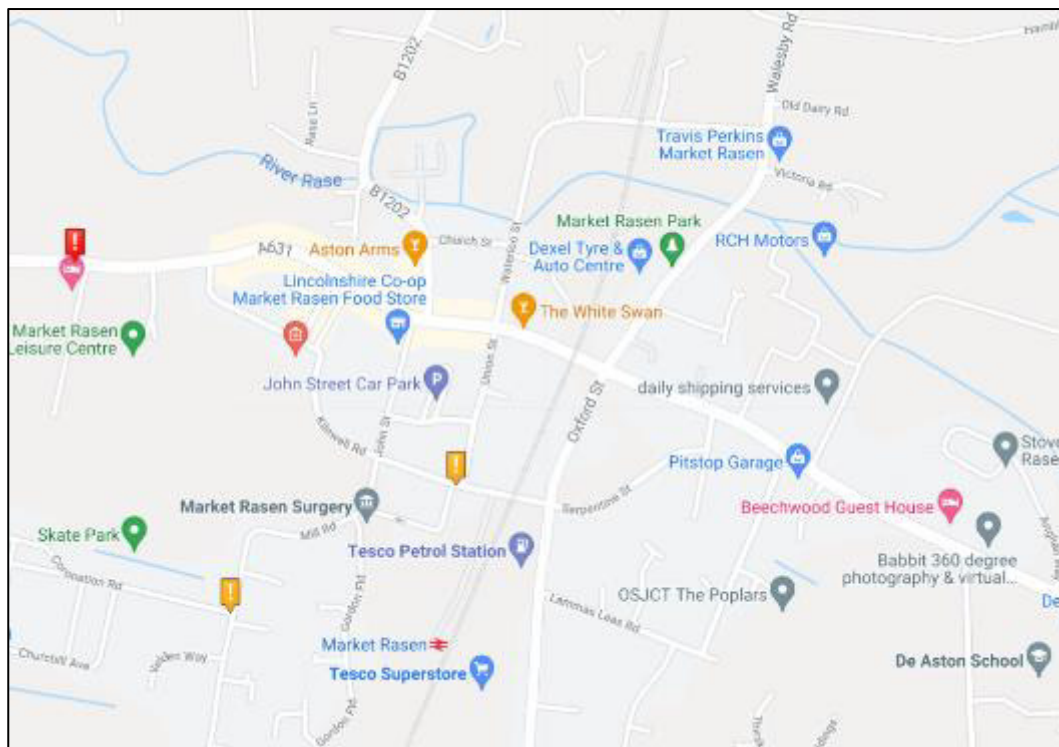 B1202
Walesby Rd
Old Dairy Rd
Rase Ln
Travis Perkins
Market Rasen
Victoria Rd
River Rase
B1202
Waterloo St
Market Rasen Park
RCH Motors
A631
Aston Arms
Church St
Dexel Tyre &
Auto Centre
Lincolnshire Co-op
Market Rasen Food Store
The White Swan
Market Rasen
Leisure Centre
Union St
John Street Car Park
P
Oxford St
daily shipping services
John St
Kilnwell Rd
Pitstop Garage
Market Rasen Surgery
Serpentine St
Beechwood Guest House
Skate Park
Mill Rd
Tesco Petrol Station
Babbit 360 degree
photography & virtual...
Coronation Rd
Gordon Fld
OSJCT The Poplars
Lammas Leas Rd
Churchill Ave
Market Rasen
Tesco Superstore
De Aston School
Gordon Fld